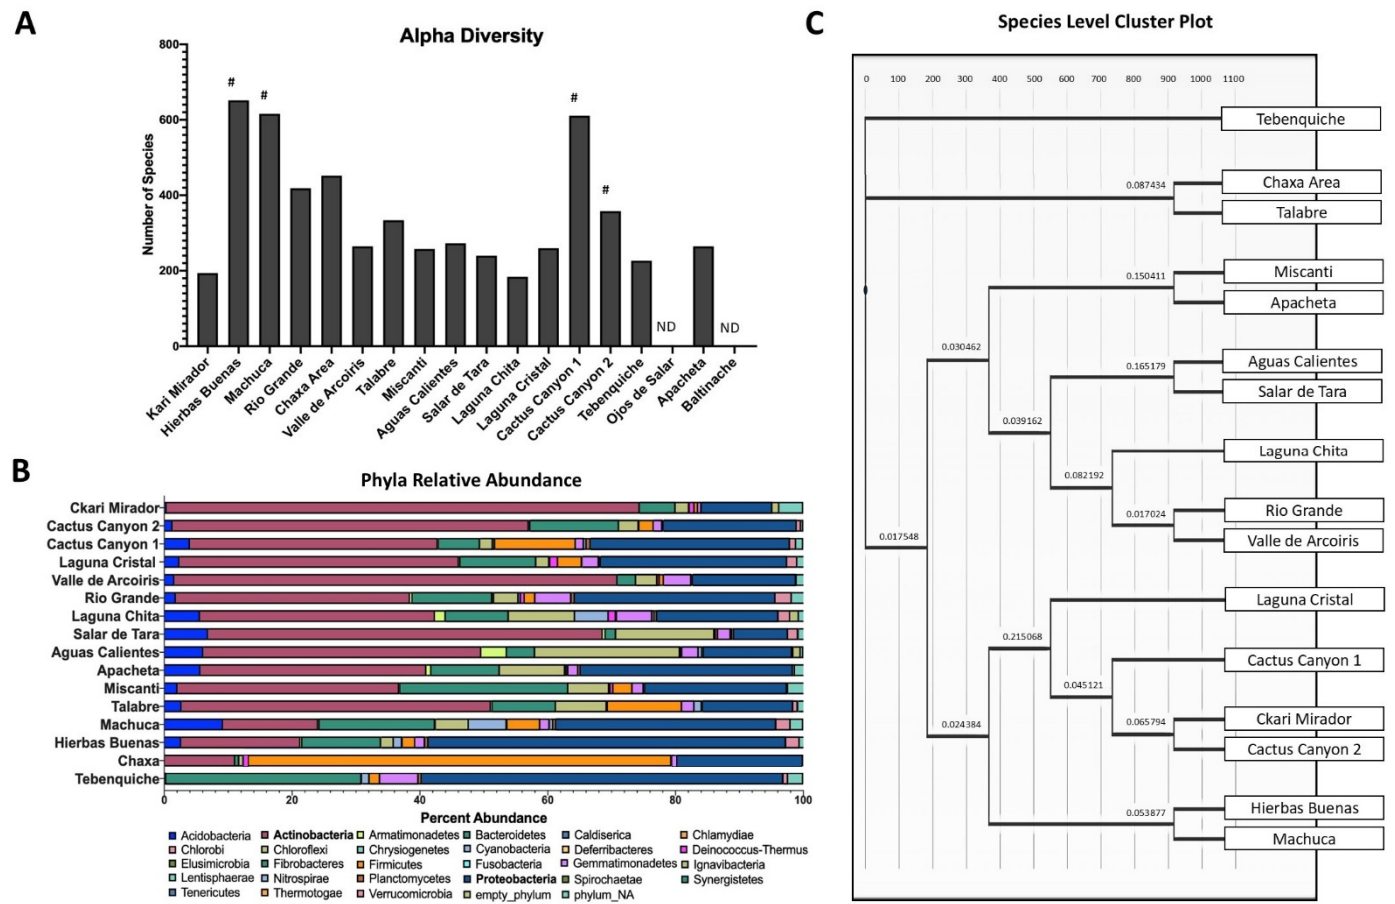 A
Alpha Diversity
Number of Species
800
600
400
200
0
#
#
#
#
ND
ND
Kari Mirador
Hierbas Buenas
Machuca
Rio Grande
Chaxa Area
Valle de Arcoiris
Talabre
Miscanti
Aguas Calientes
Salar de Tara
Laguna Chita
Laguna Cristal
Cactus Canyon 1
Cactus Canyon 2
Tebenquiche
Ojos de Salar
Apacheta
Baltinache
B
Phyla Relative Abundance
Ckari Mirador
Cactus Canyon 2
Cactus Canyon 1
Laguna Cristal
Valle de Arcoiris
Rio Grande
Laguna Chita
Salar de Tara
Aguas Calientes
Apacheta
Miscanti
Talabre
Machuca
Hierbas Buenas
Chaxa
Tebenquiche
0 20 40 60 80 100
Percent Abundance
Acidobacteria Actinobacteria Armatimonadetes Bacteroidetes Caldiserica Chlamydiae
Chlorobi Chloroflexi Chrysiogenetes Cyanobacteria Deferribacteres Deinococcus-Thermus
Elusimicrobia Fibrobacteres Firmicutes Fusobacteria Gemmatimonadetes Ignavibacteria
Lentisphaerae Nitrospirae Planctomycetes Proteobacteria Spirochaetae Synergistetes
Tenericutes Thermotogae Verrucomicrobia empty_phylum phylum_NA
C
Species Level Cluster Plot
0 100 200 300 400 500 600 700 800 900 1000 1100
Tebenquiche
0.087434
Chaxa Area
Talabre
0.150411
Miscanti
Apacheta
0.030462
0.165179
Aguas Calientes
Salar de Tara
0.039162
Laguna Chita
0.082192
0.017024
Rio Grande
Valle de Arcoiris
0.017548
Laguna Cristal
0.215068
Cactus Canyon 1
0.045121
0.065794
Ckari Mirador
Cactus Canyon 2
0.024384
0.053877
Hierbas Buenas
Machuca